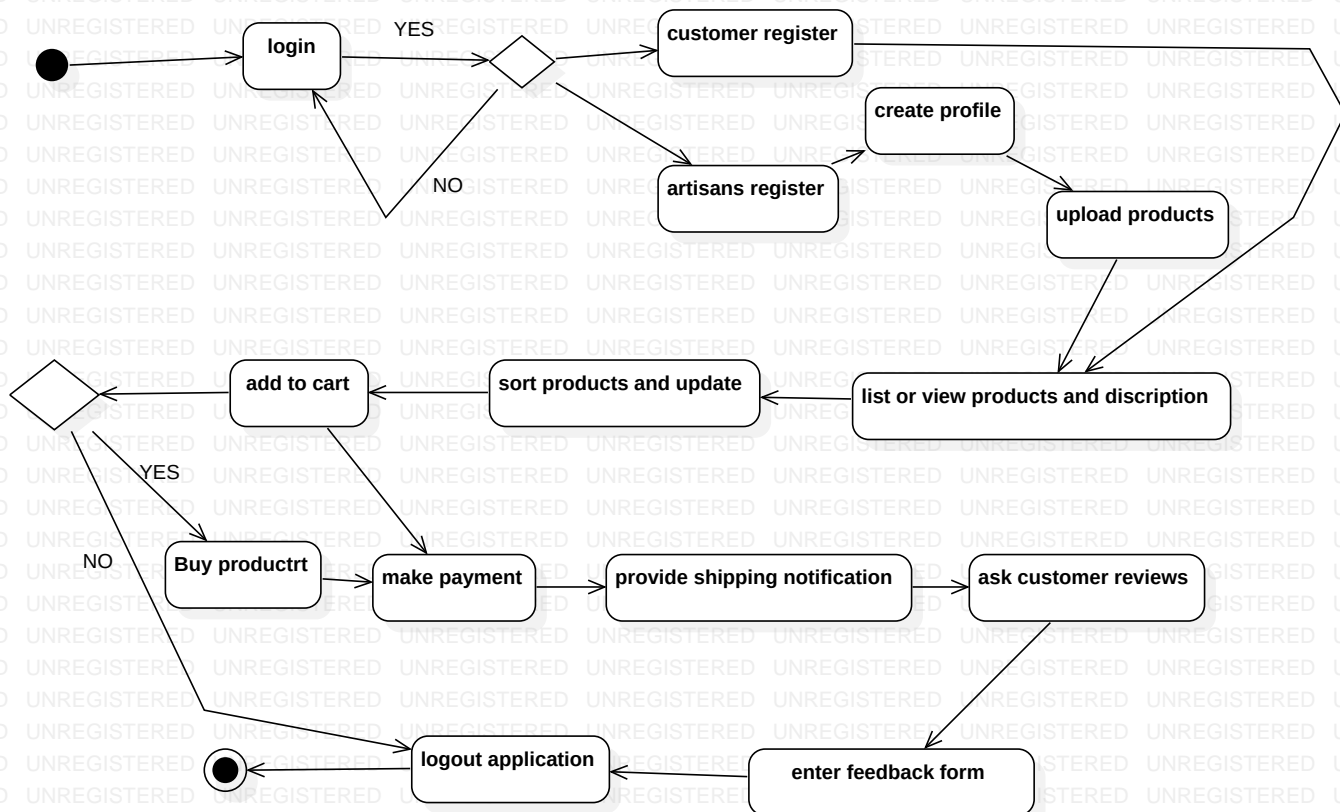 YES
login
customer register
create profile
NO
artisans register
upload products
add to cart
sort products and update
list or view products and discription
YES
NO
Buy productrt
make payment
provide shipping notification
ask customer reviews
logout application
enter feedback form
UNREGISTERED